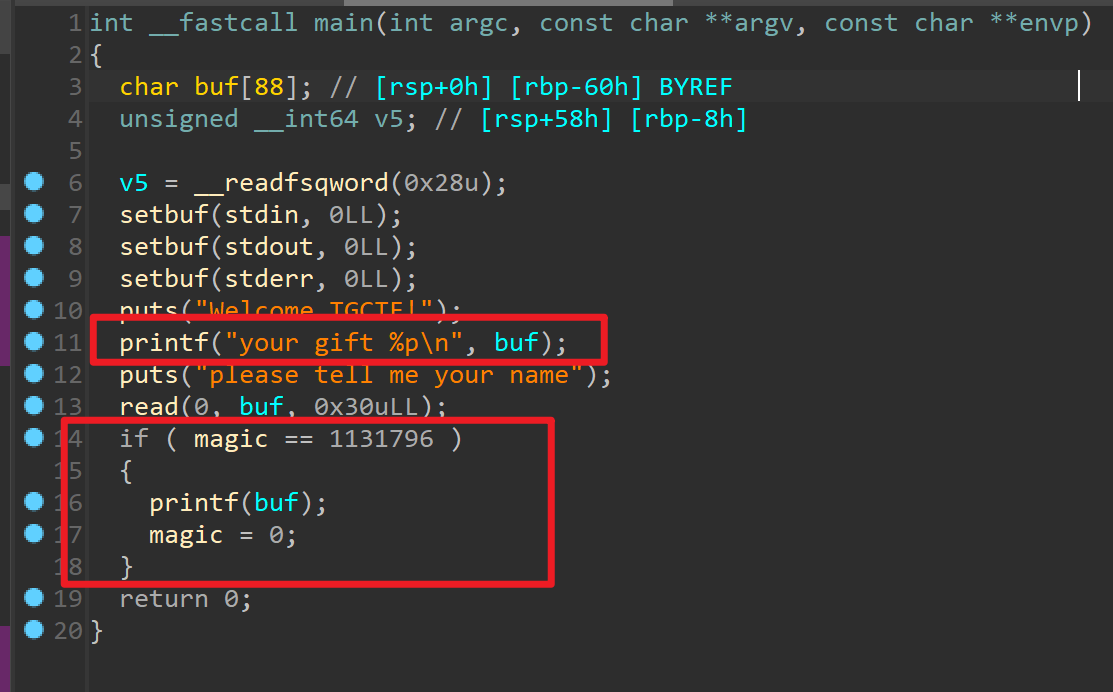 1 int __fastcall main(int argc, const char **argv, const char **envp)
2 {
3   char buf[88]; // [rsp+0h] [rbp-60h] BYREF
4   unsigned __int64 v5; // [rsp+58h] [rbp-8h]
5
6   v5 = __readfsqword(0x28u);
7   setbuf(stdin, 0LL);
8   setbuf(stdout, 0LL);
9   setbuf(stderr, 0LL);
10   puts("Welcome TGCTF!");
11   printf("your gift %p\n", buf);
12   puts("please tell me your name");
13   read(0, buf, 0x30uLL);
14   if ( magic == 1131796 )
15   {
16     printf(buf);
17     magic = 0;
18   }
19   return 0;
20 }